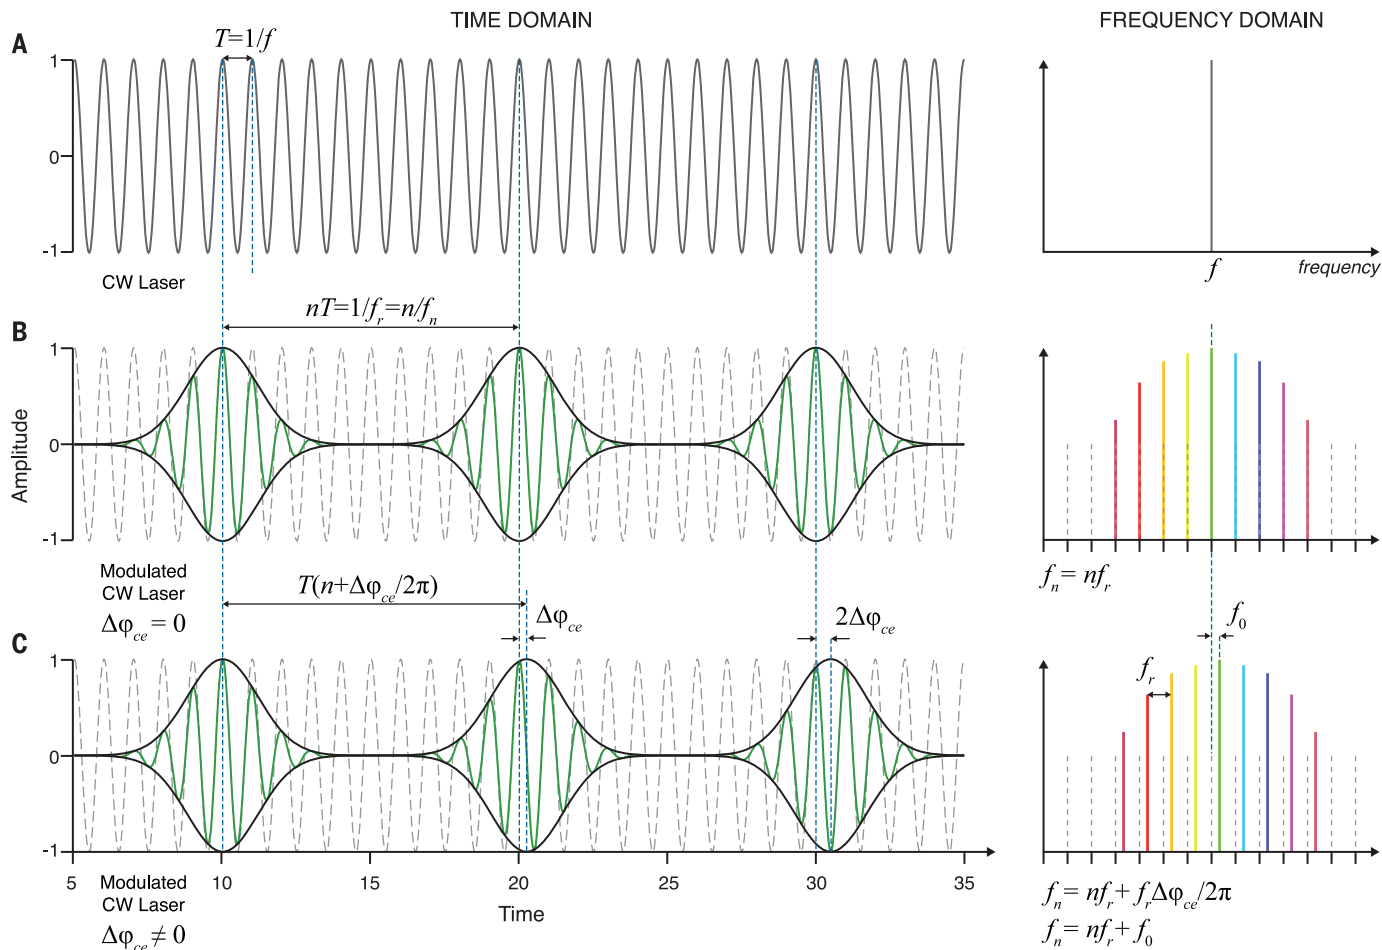 TIME DOMAIN
FREQUENCY DOMAIN
A
T=1/f
1
0
-1
CW Laser
f
frequency
nT=1/f_r=n/f_n
B
1
0
-1
Amplitude
Modulated
CW Laser
Δφ_ce = 0
f_n = nf_r
T(n+Δφ_ce/2π)
Δφ_ce
2Δφ_ce
f_0
C
1
0
-1
f_r
5
10
15
20
25
30
35
Time
Modulated
CW Laser
Δφ_ce ≠ 0
f_n = nf_r + f_rΔφ_ce/2π
f_n = nf_r + f_0